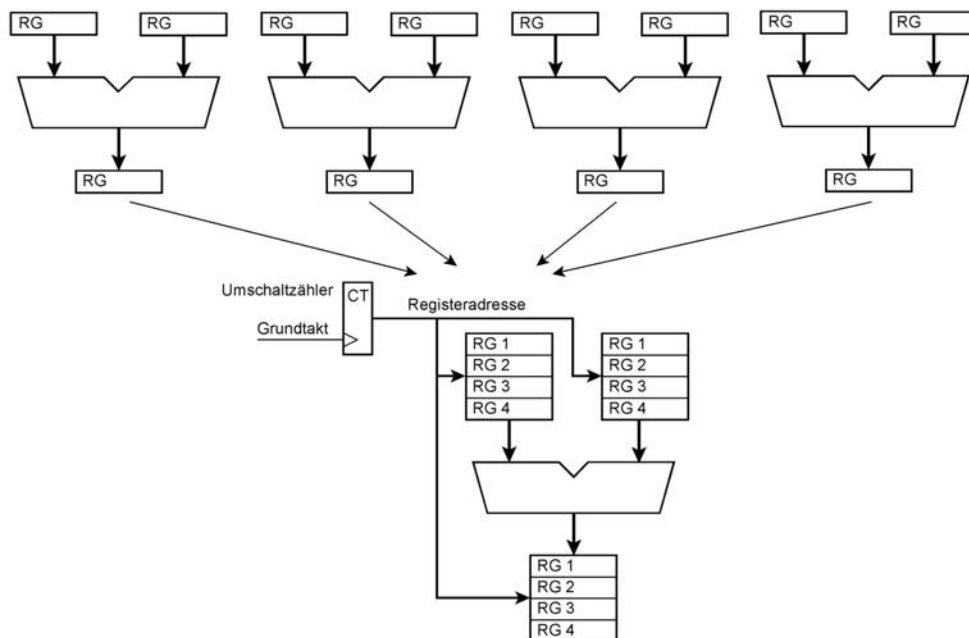 RG RG RG RG RG RG RG RG
RG RG RG RG
Umschaltzähler CT
Registeradresse
Grundtakt
RG 1 RG 1
RG 2 RG 2
RG 3 RG 3
RG 4 RG 4
RG 1
RG 2
RG 3
RG 4